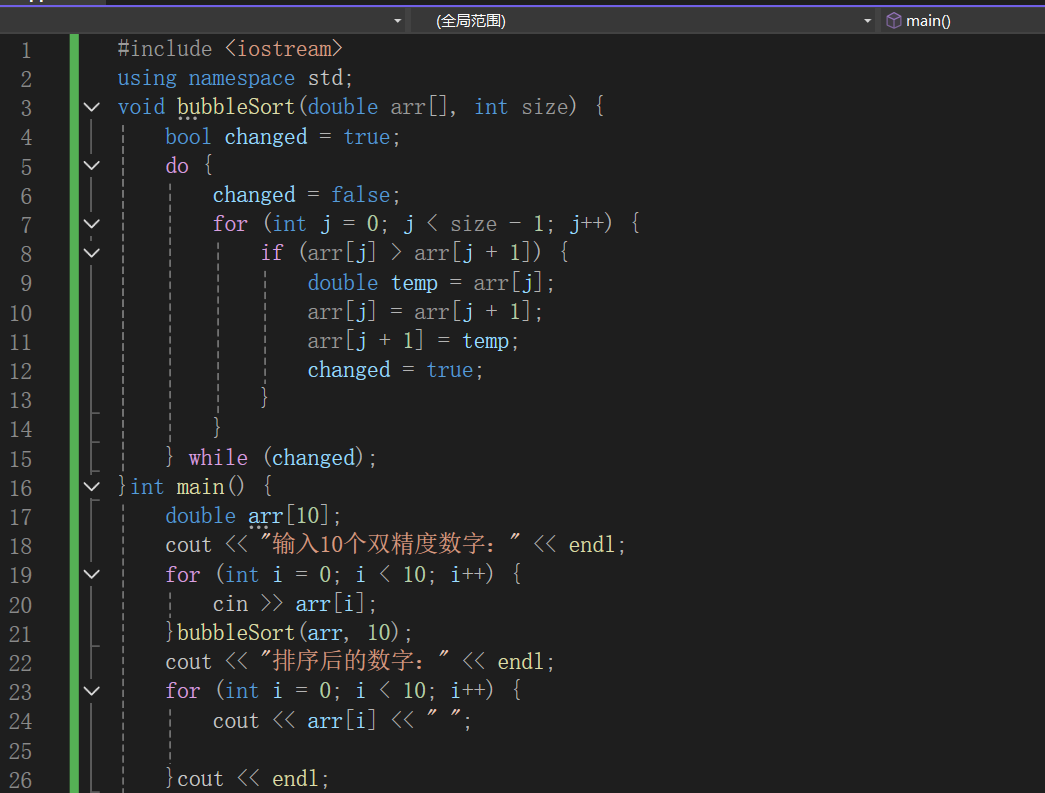 (全局范围) main()
1 #include <iostream>
2 using namespace std;
3 void bubbleSort(double arr[], int size) {
4 bool changed = true;
5 do {
6 changed = false;
7 for (int j = 0; j < size - 1; j++) {
8 if (arr[j] > arr[j + 1]) {
9 double temp = arr[j];
10 arr[j] = arr[j + 1];
11 arr[j + 1] = temp;
12 changed = true;
13 }
14 }
15 } while (changed);
16 }int main() {
17 double arr[10];
18 cout << "输入10个双精度数字：" << endl;
19 for (int i = 0; i < 10; i++) {
20 cin >> arr[i];
21 }bubbleSort(arr, 10);
22 cout << "排序后的数字：" << endl;
23 for (int i = 0; i < 10; i++) {
24 cout << arr[i] << " ";
25
26 }cout << endl;